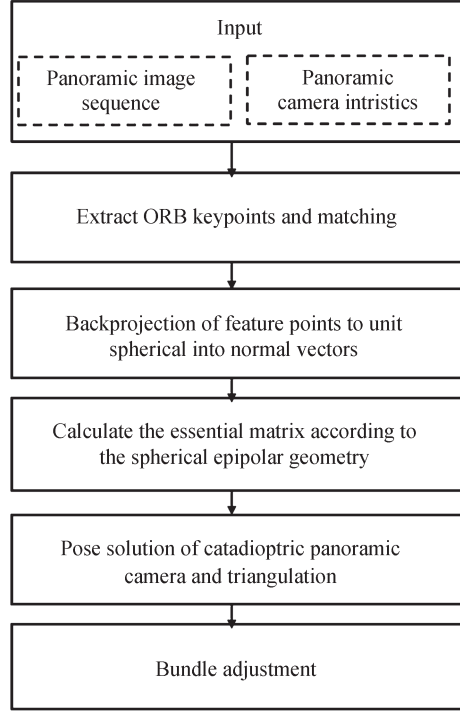 Input
Panoramic image
sequence
Panoramic
camera intristics
Extract ORB keypoints and matching
Backprojection of feature points to unit
spherical into normal vectors
Calculate the essential matrix according to
the spherical epipolar geometry
Pose solution of catadioptric panoramic
camera and triangulation
Bundle adjustment